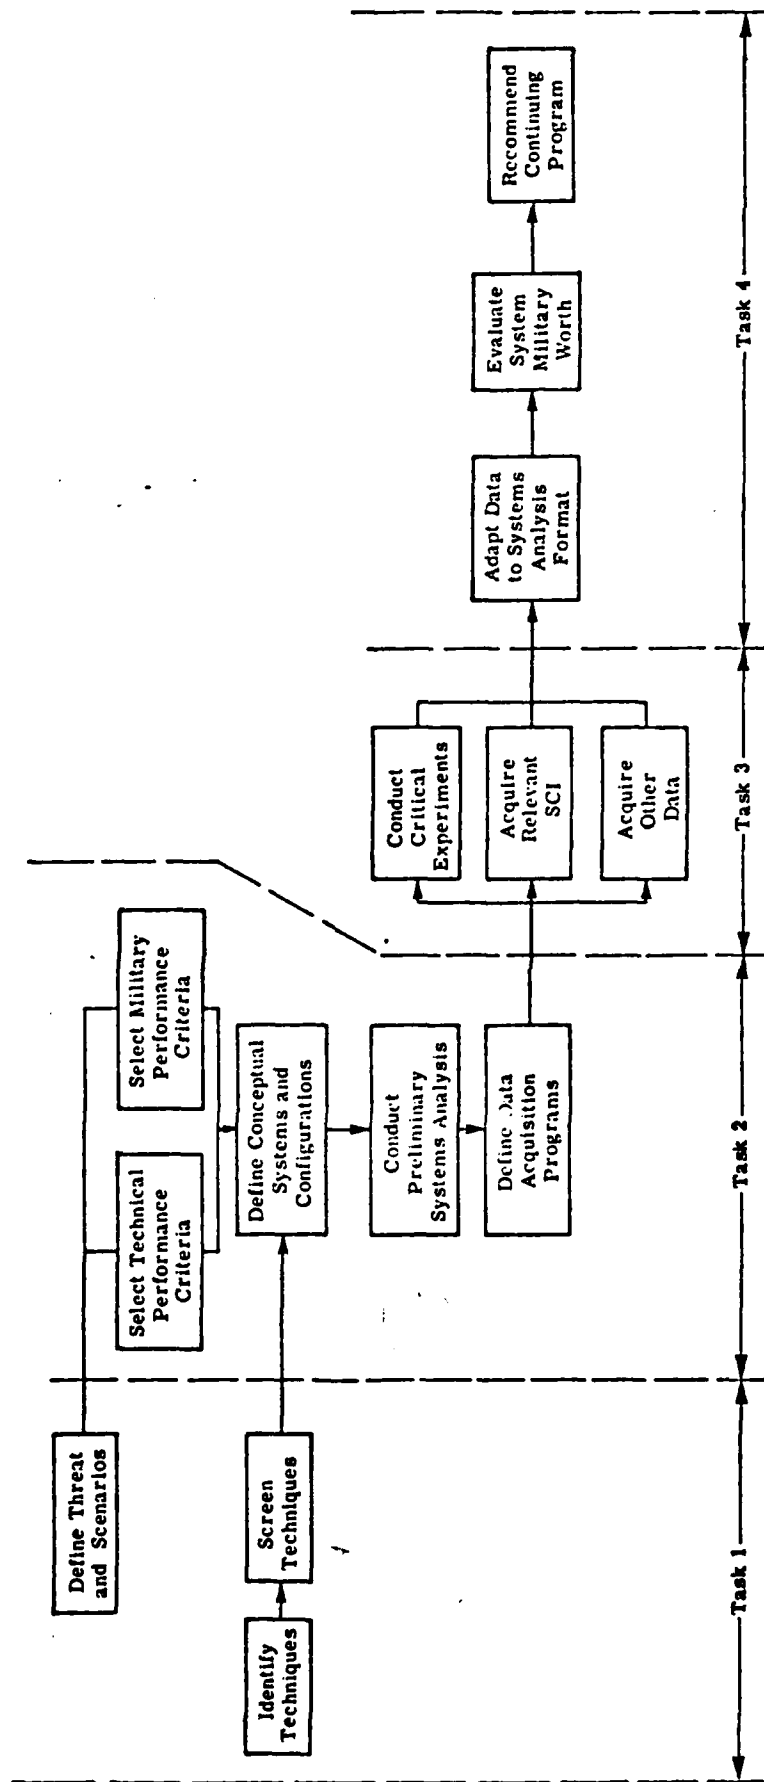 Define Threat
and Scenarios
Identify
Techniques
Screen
Techniques
Select Technical
Performance
Criteria
Select Military
Performance
Criteria
Define Conceptual
Systems and
Configurations
Conduct
Preliminary
Systems Analysis
Define Data
Acquisition
Programs
Conduct
Critical
Experiments
Acquire
Relevant
SCI
Acquire
Other
Data
Adapt Data
to Systems
Analysis
Format
Evaluate
System
Military
Worth
Recommend
Continuing
Program
Task 1
Task 2
Task 3
Task 4